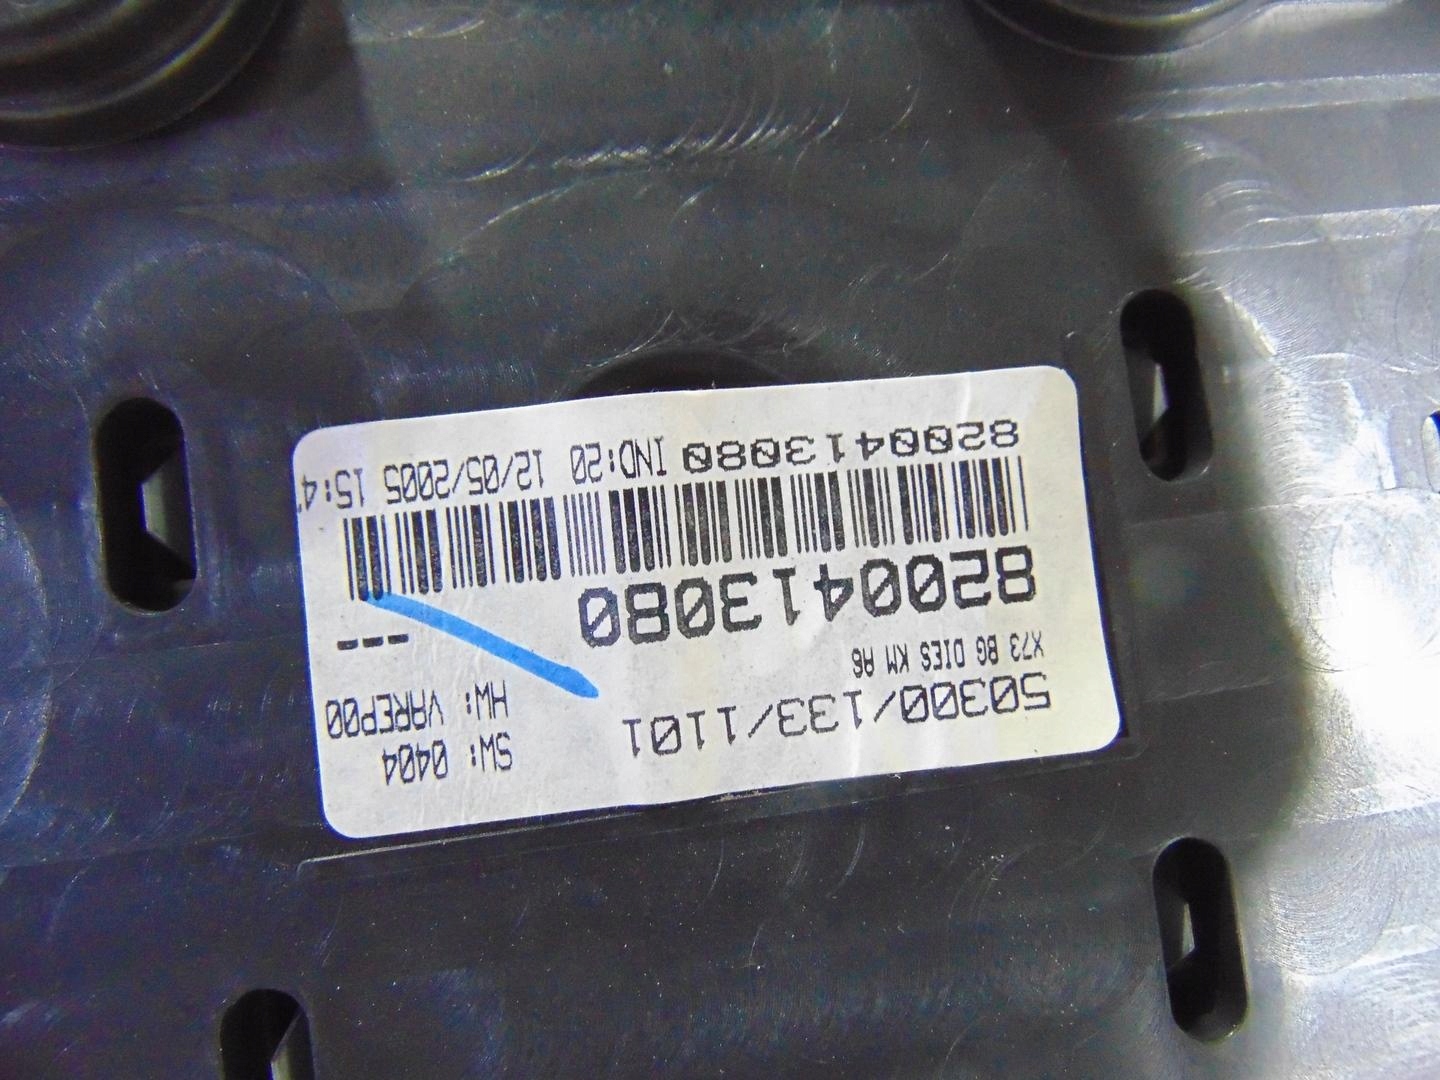 50300/133/1101
SW: 0404
X73 BG DIES KM A6
HW: VAREP00
8200413080
---
8200413080 IND:20 12/05/2005 15:4